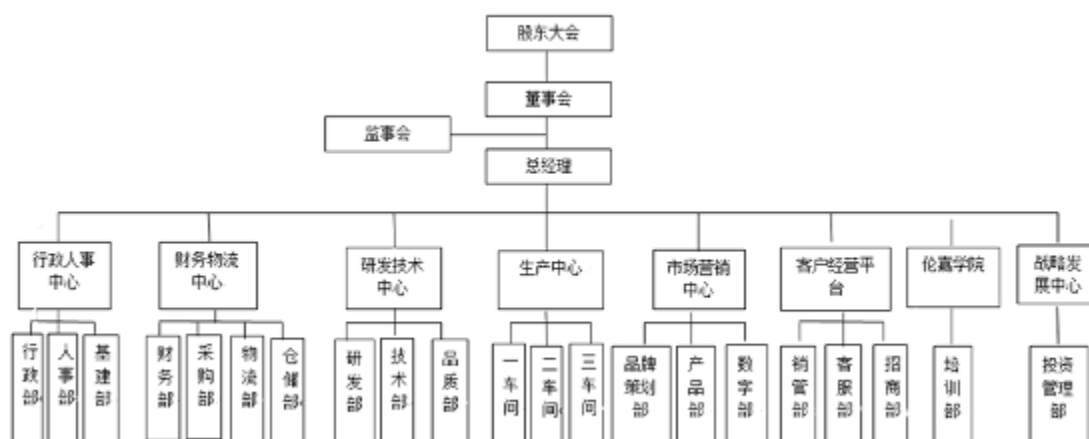 股东大会
董事会
监事会
总经理
行政人事
中心
财务物流
中心
研发技术
中心
生产中心
市场营销
中心
客户经营平
台
伦嘉学院
战略发
展中心
行政部
人事部
基建部
财务部
采购部
物流部
仓储部
研发部
技术部
品质部
一车间
二车间
三车间
品牌
策划
部
产品部
数字部
销管部
客服部
招商部
培训部
投资
管理
部